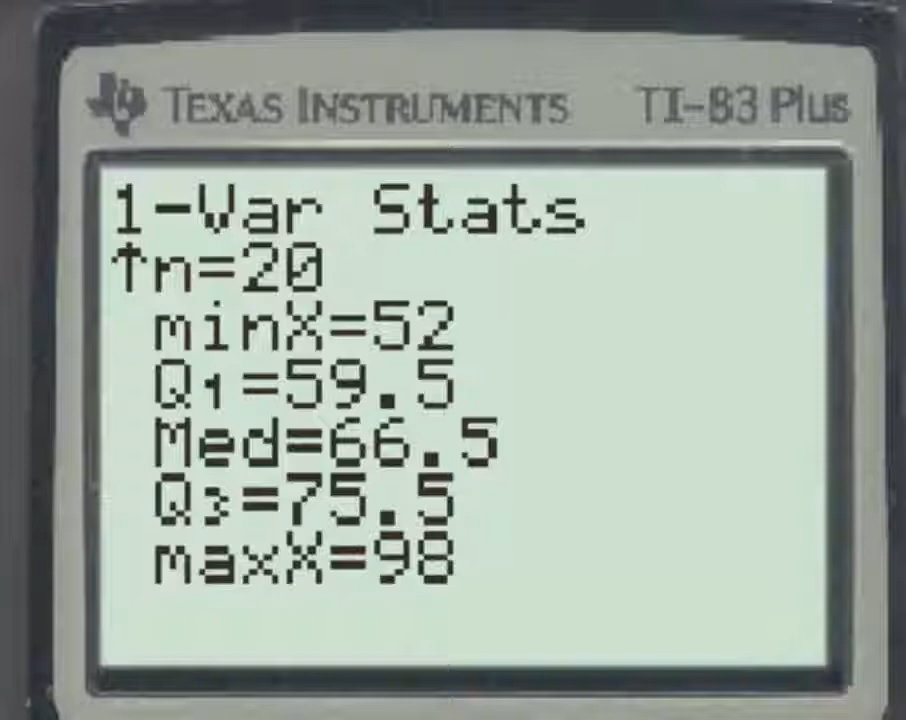 TEXAS INSTRUMENTS TI-83 Plus
1-Var Stats
↑n=20
minX=52
Q₁=59.5
Med=66.5
Q₃=75.5
maxX=98